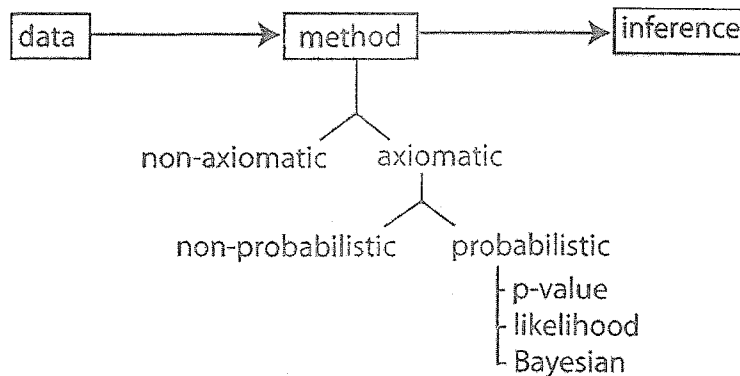 data method inference
non-axiomatic axiomatic
non-probabilistic probabilistic
p-value
likelihood
Bayesian